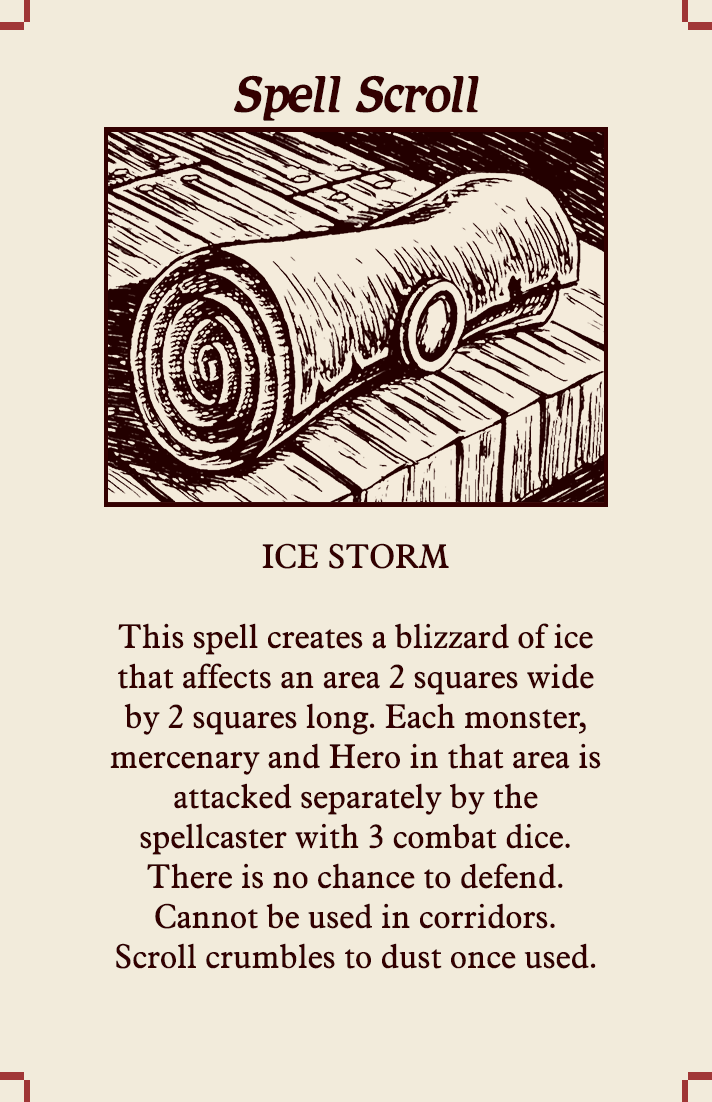 Spell Scroll
ICE STORM
This spell creates a blizzard of ice
that affects an area 2 squares wide
by 2 squares long. Each monster,
mercenary and Hero in that area is
attacked separately by the
spellcaster with 3 combat dice.
There is no chance to defend.
Cannot be used in corridors.
Scroll crumbles to dust once used.